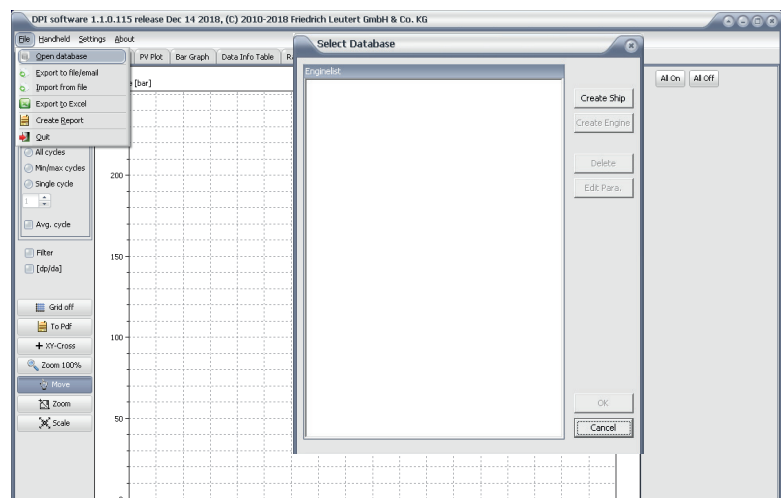 DPI software 1.1.0.115 release Dec 14 2018, (C) 2010-2018 Friedrich Leutert GmbH & Co. KG
File Handheld Settings About
Open database
Export to file/email
Import from file
Export to Excel
Create Report
Quit
PV Plot Bar Graph Data Info Table
[bar]
All On All Off
All cycles
Min/max cycles
Single cycle
1
Avg. cycle
Filter
[dp/da]
Grid off
To Pdf
XY-Cross
Zoom 100%
Move
Zoom
Scale
200
150
100
50
Select Database
Enginelist
Create Ship
Create Engine
Delete
Edit Para.
OK
Cancel